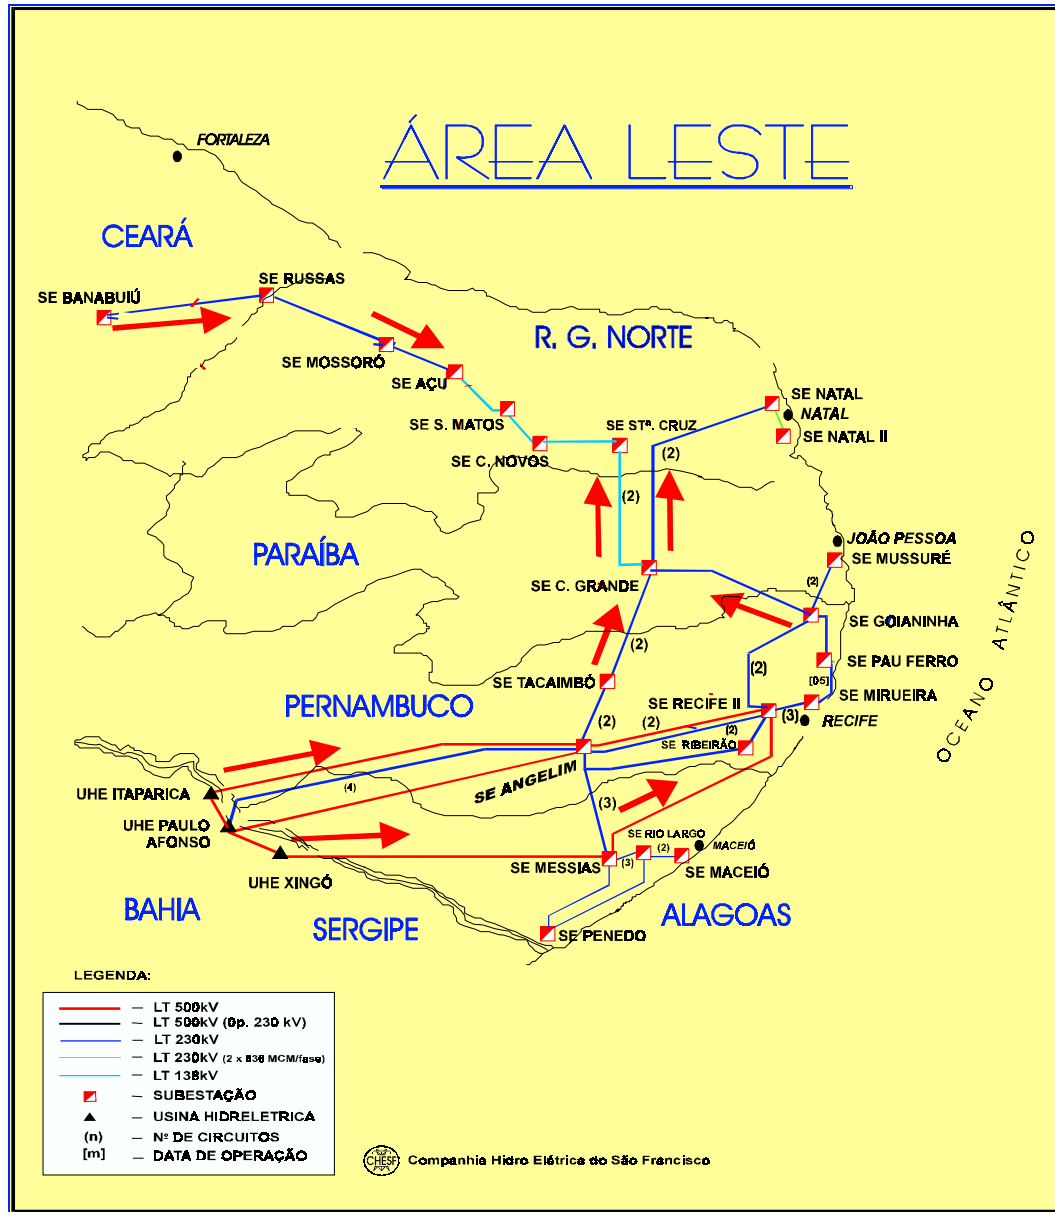 ÁREA LESTE
FORTALEZA
CEARÁ
SE RUSSAS
SE BANABUIÚ
R. G. NORTE
SE MOSSORÓ
SE AÇU
SE NATAL
NATAL
SE S. MATOS
SE STª. CRUZ
SE NATAL II
SE C. NOVOS
(2)
(2)
JOÃO PESSOA
PARAÍBA
SE MUSSURÉ
SE C. GRANDE
(2)
OCEANO ATLÂNTICO
SE GOIANINHA
(2)
SE PAU FERRO
(2)
SE TACAIMBÓ
[05]
SE MIRUEIRA
PERNAMBUCO
SE RECIFE II
(3)
RECIFE
(2)
(2)
(2)
SE RIBEIRÃO
SE ANGELIM
(4)
UHE ITAPARICA
(3)
UHE PAULO
AFONSO
SE RIO LARGO
MACEIÓ
(2)
(3)
SE MESSIAS
SE MACEIÓ
UHE XINGÓ
BAHIA
SERGIPE
ALAGOAS
SE PENEDO
LEGENDA:
— LT 500kV
— LT 500kV (0p. 230 kV)
— LT 230kV
— LT 230kV (2 x 636 MCM/fase)
— LT 138kV
— SUBESTAÇÃO
— USINA HIDRELETRICA
(n) — Nº DE CIRCUITOS
[m] — DATA DE OPERAÇÃO
CHESF Companhia Hidro Elétrica do São Francisco